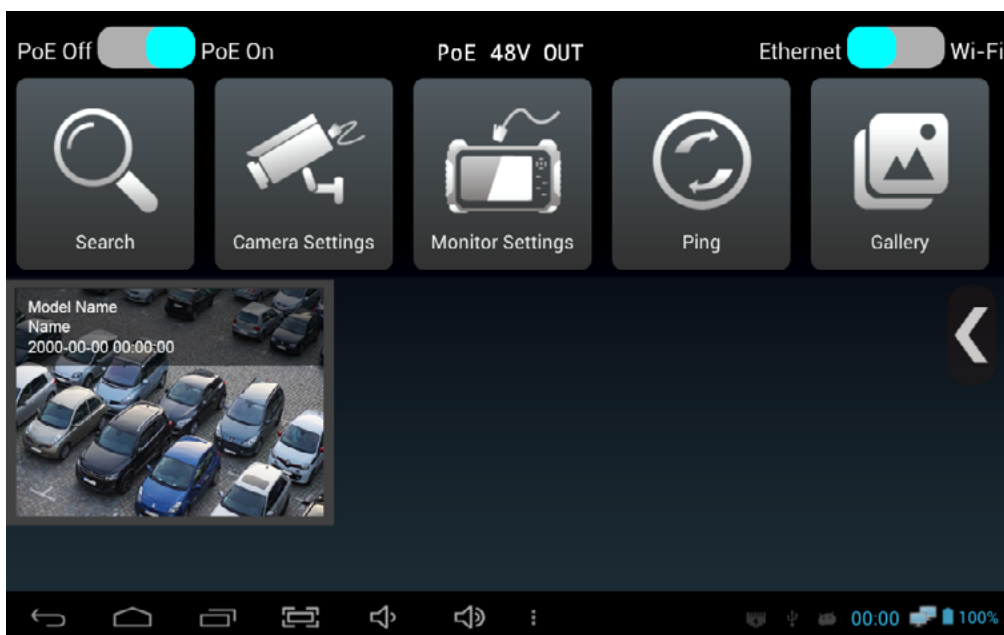 PoE Off PoE On PoE 48V OUT Ethernet Wi-Fi
Search Camera Settings Monitor Settings Ping Gallery
Model Name
Name
2000-00-00 00:00:00
00:00 100%